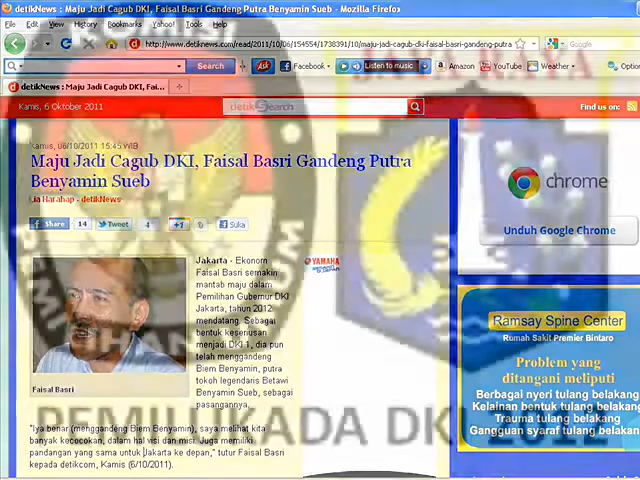 detikNews : Maju Jadi Cagub DKI, Faisal Basri Gandeng Putra Benyamin Sueb - Mozilla Firefox
Edit View History Bookmarks Yahoo! Tools Help
http://www.detiknews.com/read/2011/10/06/154554/1738391/10/maju-jadi-cagub-dki-faisal-basri-gandeng-putra
Google
Search Ask Facebook Listen to music Amazon YouTube Weather Option
detikNews : Maju Jadi Cagub DKI, Fai...
Kamis, 6 Oktober 2011 detikSearch Find us on:
Kamis, 06/10/2011 15:45 WIB
Maju Jadi Cagub DKI, Faisal Basri Gandeng Putra
Benyamin Sueb
Lia Harahap - detikNews
Share 14 Tweet 4 +1 0 Suka
Jakarta - Ekonom
Faisal Basri semakin
mantab maju dalam
Pemilihan Gubernur DKI
Jakarta, tahun 2012
mendatang. Sebagai
bentuk keseriusan
menjadi DKI 1, dia pun
telah menggandeng
Biem Benyamin, putra
tokoh legendaris Betawi
Benyamin Sueb, sebagai
pasangannya.
Faisal Basri
"Iya benar (menggandeng Biem Benyamin), saya melihat kita
banyak kecocokan, dalam hal visi dan misi. Juga memiliki
pandangan yang sama untuk Jakarta ke depan," tutur Faisal Basri
kepada detikcom, Kamis (6/10/2011).
YAMAHA
chrome
Unduh Google Chrome
Ramsay Spine Center
Rumah Sakit Premier Bintaro
Problem yang
ditangani meliputi
Berbagai nyeri tulang belakang
Kelainan bentuk tulang belakang
Trauma tulang belakang
Gangguan syaraf tulang belakang
PEMILUKADA DKI